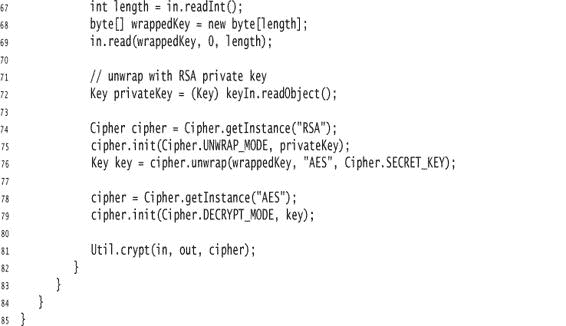 67 int length = in.readInt();
68 byte[] wrappedKey = new byte[length];
69 in.read(wrappedKey, 0, length);
70
71 // unwrap with RSA private key
72 Key privateKey = (Key) keyIn.readObject();
73
74 Cipher cipher = Cipher.getInstance("RSA");
75 cipher.init(Cipher.UNWRAP_MODE, privateKey);
76 Key key = cipher.unwrap(wrappedKey, "AES", Cipher.SECRET_KEY);
77
78 cipher = Cipher.getInstance("AES");
79 cipher.init(Cipher.DECRYPT_MODE, key);
80
81 Util.crypt(in, out, cipher);
82 }
83 }
84 }
85 }